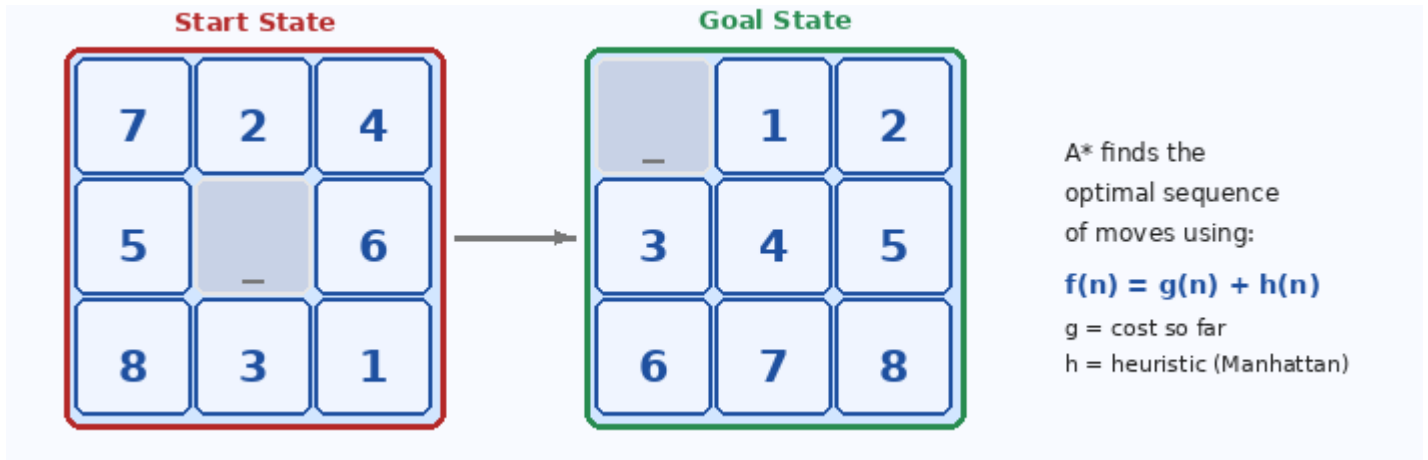 Start State
Goal State
7 2 4
5 _ 6
8 3 1
_ 1 2
3 4 5
6 7 8
A* finds the
optimal sequence
of moves using:
f(n) = g(n) + h(n)
g = cost so far
h = heuristic (Manhattan)